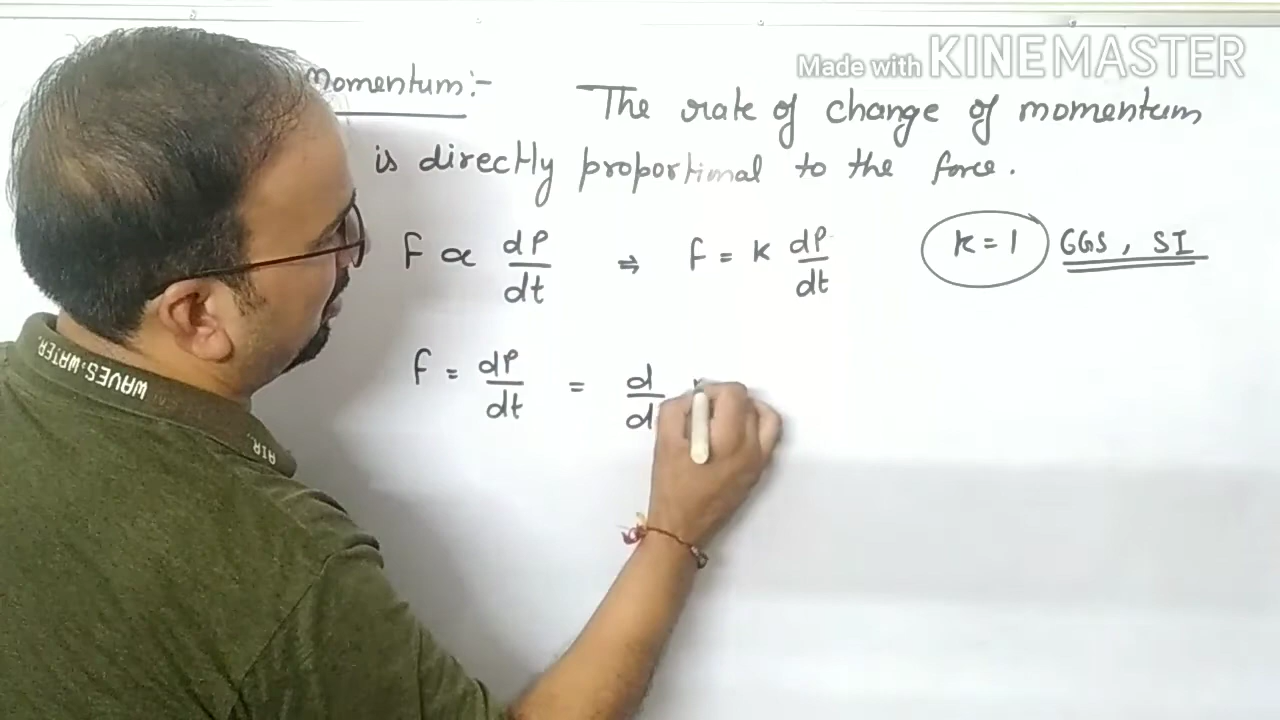 Made with KINEMASTER
Momentum :-
The rate of change of momentum
is directly proportional to the force.
F ∝ dP/dt ⇒ F = K dP/dt K = 1 CGS, SI
F = dP/dt = d/d
WAVES.WATER.
AIR.